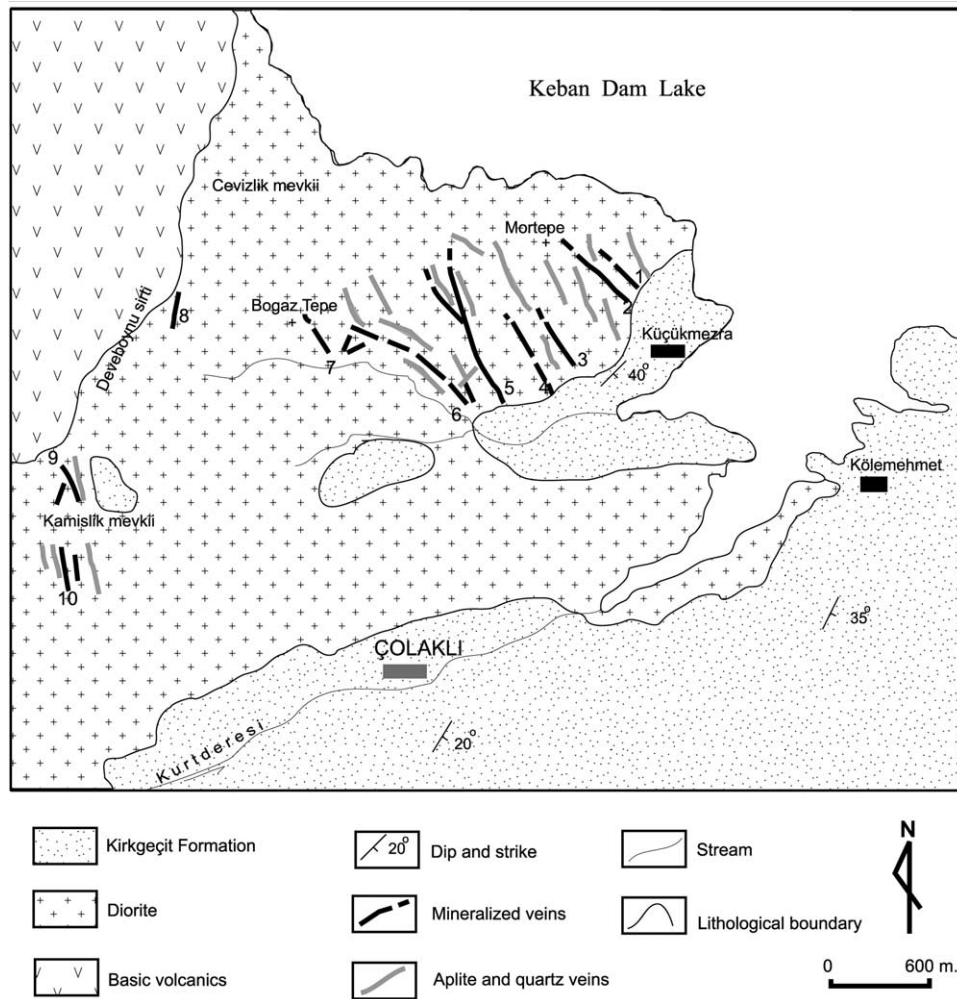 Keban Dam Lake
Cevizlik mevkii
Mortepe
1
2
Deveboynu sirti
8
Bogaz Tepe
Küçükmezra
7
3
40°
4
5
6
9
Kölemehmet
Kamislik mevkii
10
35°
ÇOLAKLI
20°
Kurtderesi
Kirkgeçit Formation
20°
Dip and strike
Stream
N
Diorite
Mineralized veins
Lithological boundary
Basic volcanics
Aplite and quartz veins
0 600 m.